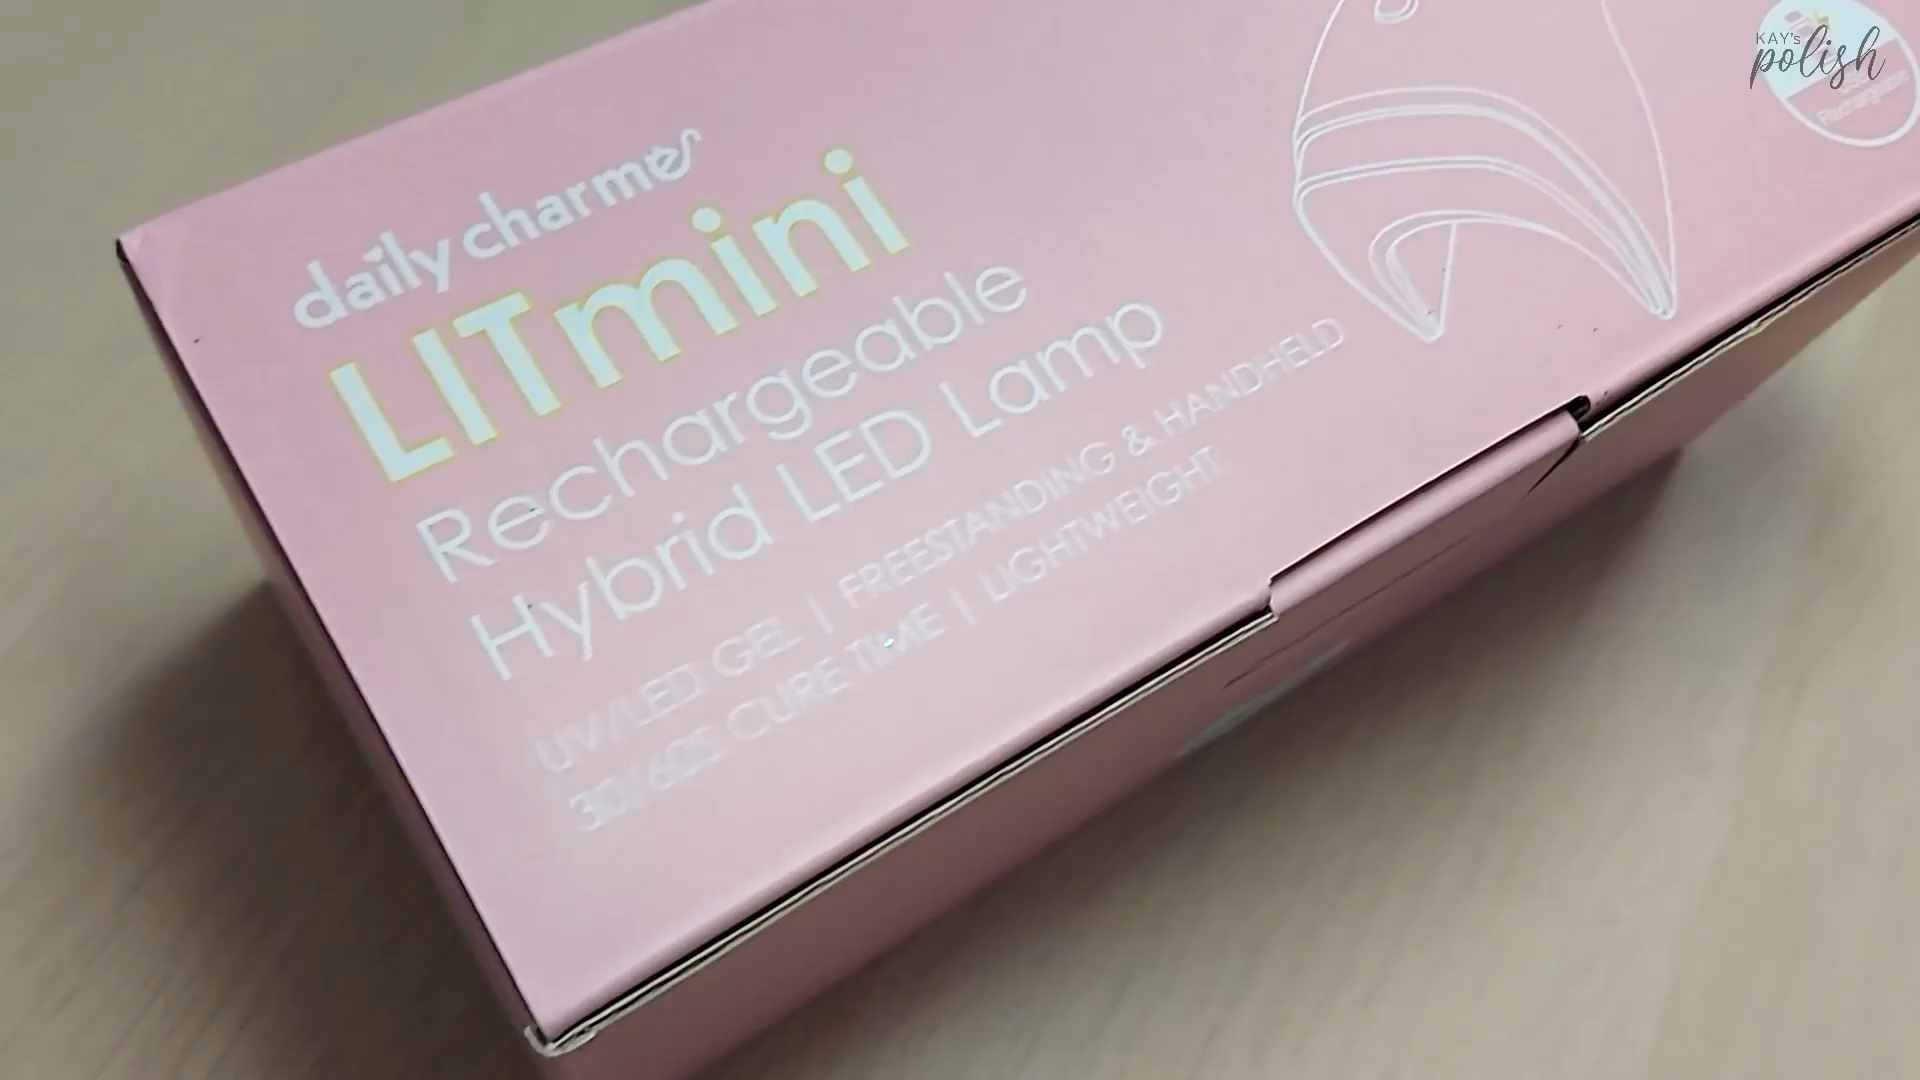 daily charme
LITmini
Rechargeable
Hybrid LED Lamp
UV/LED GEL | FREESTANDING & HANDHELD
30/60S CURE TIME | LIGHTWEIGHT
KAY's
polish
Rechargeable